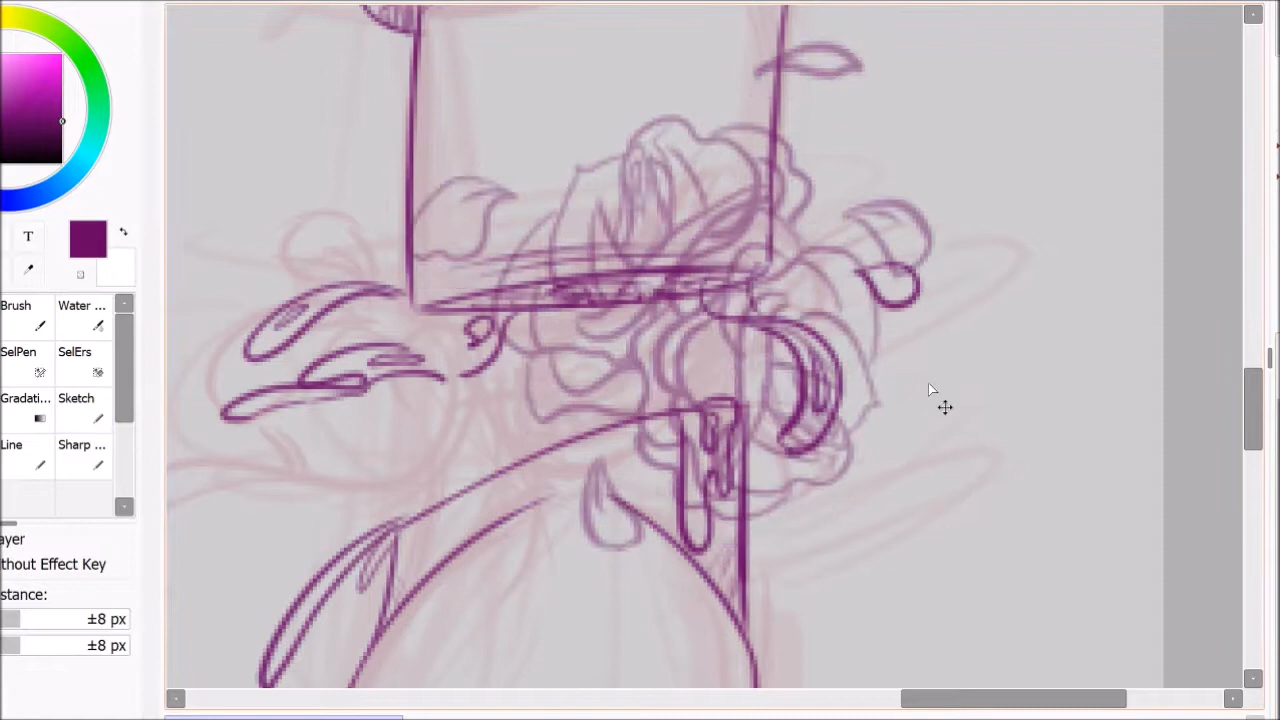 T
Brush Water ...
SelPen SelErs
Gradati... Sketch
Line Sharp ...
ayer
thout Effect Key
stance:
±8 px
±8 px